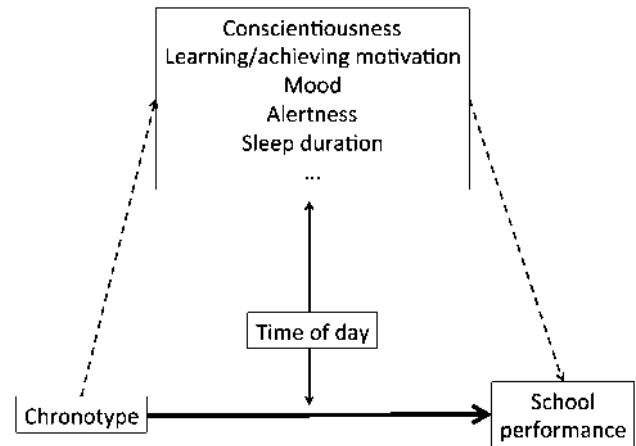 Conscientiousness
Learning/achieving motivation
Mood
Alertness
Sleep duration
...
Time of day
Chronotype
School
performance